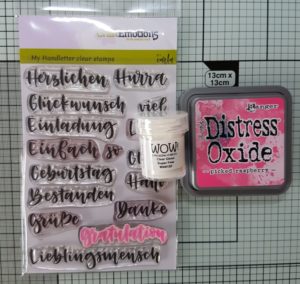 My Handletter clear stamps
Herzlichen
Hurra
Glückwunsch
viel
Einladung
Einfach so
Geburtstag
Bestanden
Grüße
Danke
Gratulation
Lieblingsmensch
WOW!
13cm x
13cm
Ranger
Distress
Oxide
picked raspberry